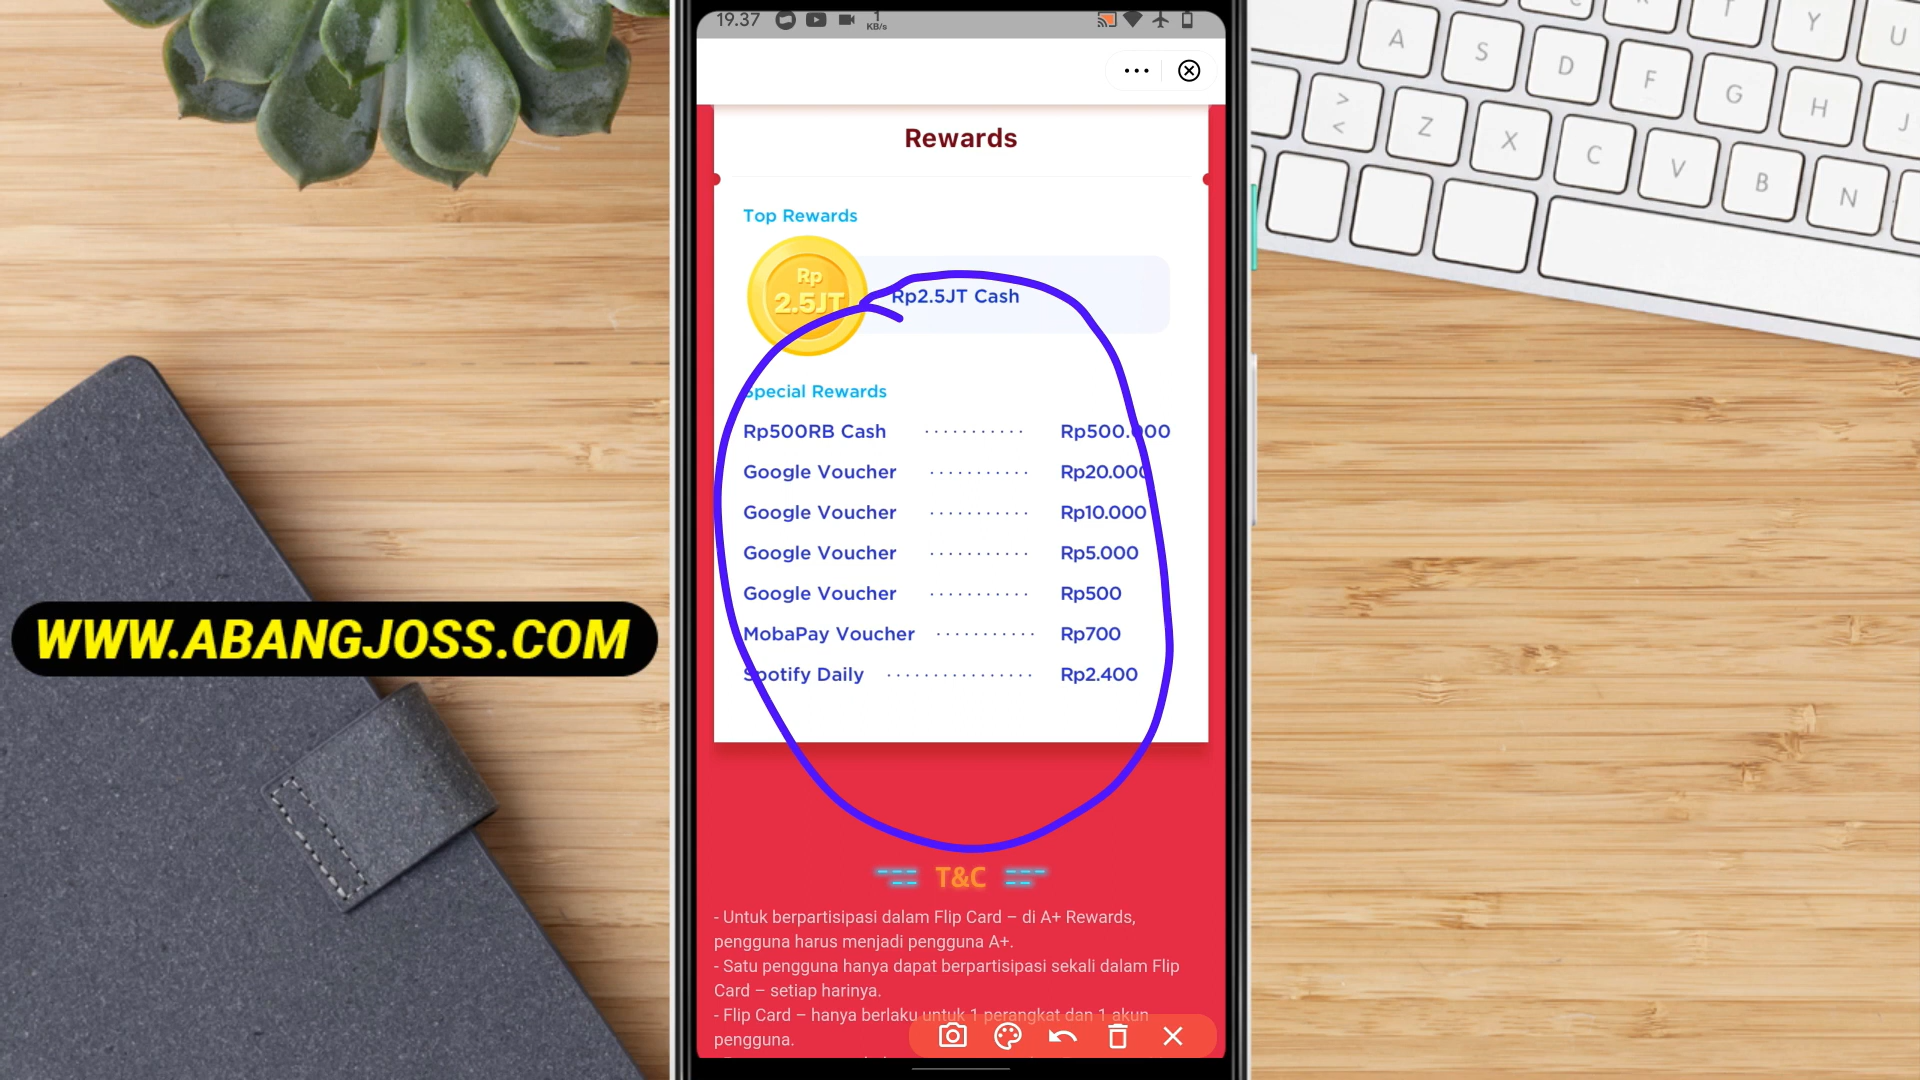 19.37
1
KB/s
Rewards
Top Rewards
Rp
2.5JT
Rp2.5JT Cash
Special Rewards
Rp500RB Cash ........... Rp500.000
Google Voucher ........... Rp20.000
Google Voucher ........... Rp10.000
Google Voucher ........... Rp5.000
Google Voucher ........... Rp500
MobaPay Voucher ........... Rp700
Spotify Daily ................ Rp2.400
T&C
- Untuk berpartisipasi dalam Flip Card – di A+ Rewards,
pengguna harus menjadi pengguna A+.
- Satu pengguna hanya dapat berpartisipasi sekali dalam Flip
Card – setiap harinya.
- Flip Card – hanya berlaku untuk 1 perangkat dan 1 akun
pengguna.
WWW.ABANGJOSS.COM
A S D F G H J
Z X C V B N
T Y U
> <